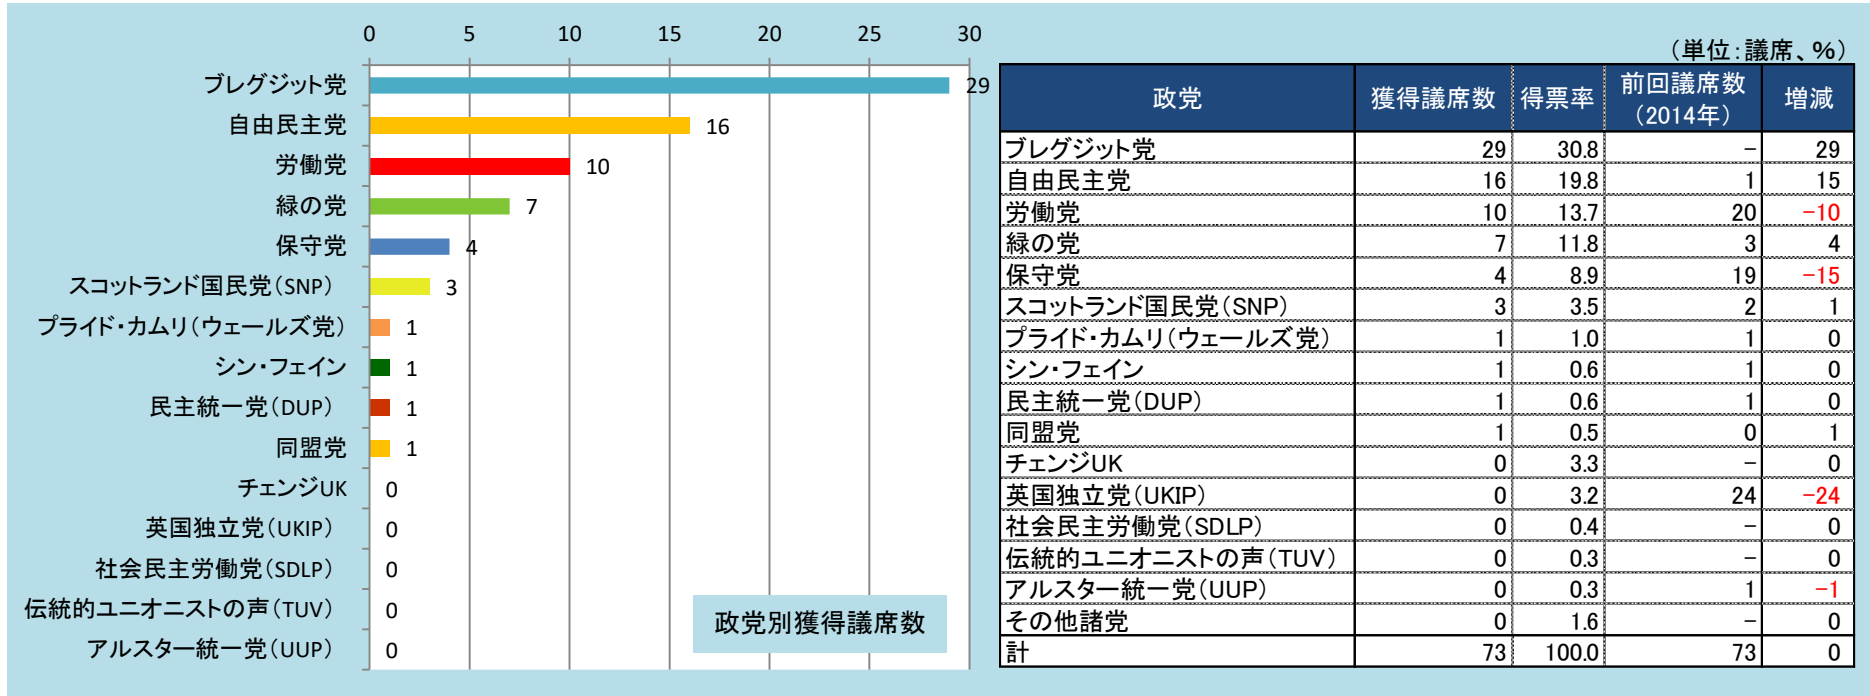 0 5 10 15 20 25 30
ブレグジット党 29
自由民主党 16
労働党 10
緑の党 7
保守党 4
スコットランド国民党(SNP) 3
プライド・カムリ(ウェールズ党) 1
シン・フェイン 1
民主統一党(DUP) 1
同盟党 1
チェンジUK 0
英国独立党(UKIP) 0
社会民主労働党(SDLP) 0
伝統的ユニオニストの声(TUV) 0
アルスター統一党(UUP) 0
政党別獲得議席数
(単位:議席、%)
政党 獲得議席数 得票率 前回議席数(2014年) 増減
ブレグジット党 29 30.8 − 29
自由民主党 16 19.8 1 15
労働党 10 13.7 20 −10
緑の党 7 11.8 3 4
保守党 4 8.9 19 −15
スコットランド国民党(SNP) 3 3.5 2 1
プライド・カムリ(ウェールズ党) 1 1.0 1 0
シン・フェイン 1 0.6 1 0
民主統一党(DUP) 1 0.6 1 0
同盟党 1 0.5 0 1
チェンジUK 0 3.3 − 0
英国独立党(UKIP) 0 3.2 24 −24
社会民主労働党(SDLP) 0 0.4 − 0
伝統的ユニオニストの声(TUV) 0 0.3 − 0
アルスター統一党(UUP) 0 0.3 1 −1
その他諸党 0 1.6 − 0
計 73 100.0 73 0